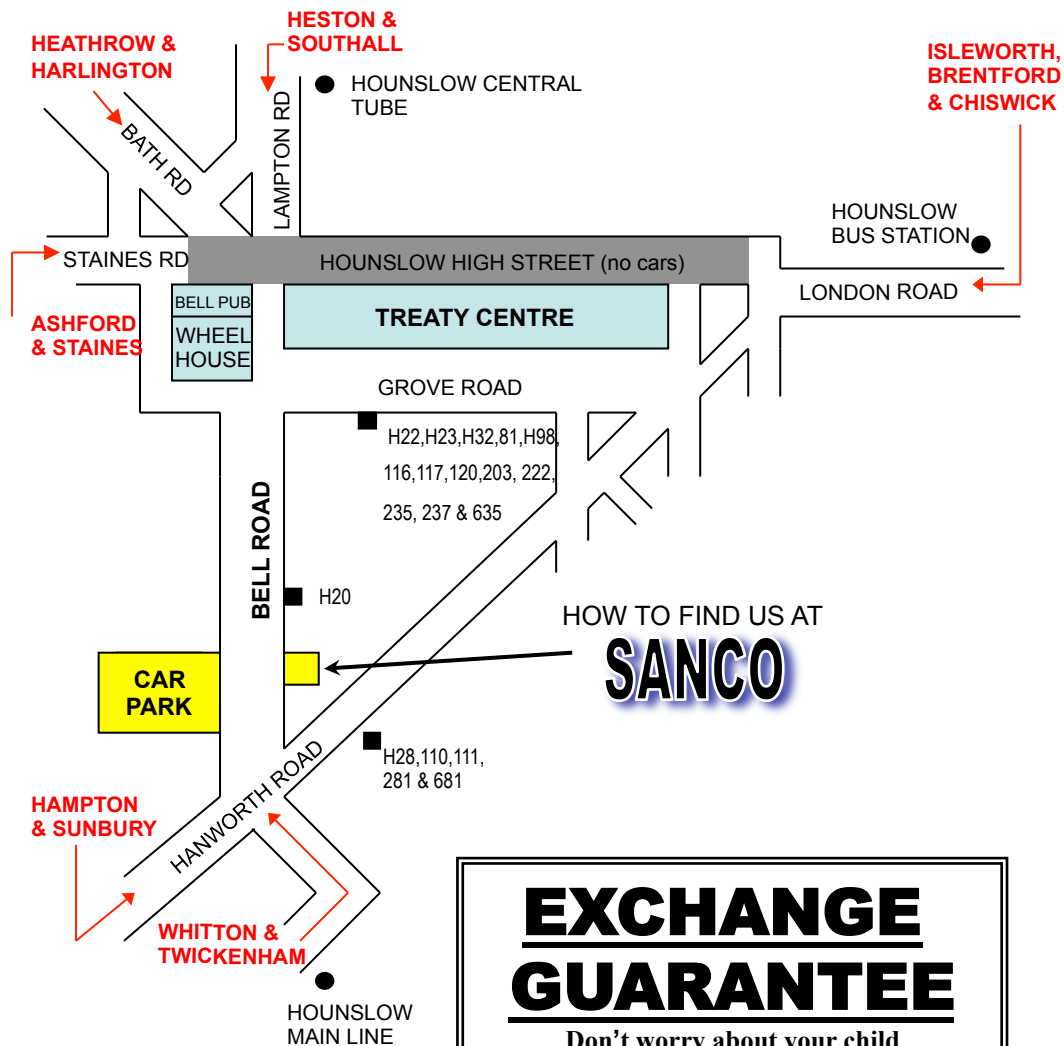 HESTON &
SOUTHALL
HEATHROW &
HARLINGTON
ISLEWORTH,
BRENTFORD
& CHISWICK
HOUNSLOW CENTRAL
TUBE
BATH RD
LAMPTON RD
HOUNSLOW
BUS STATION
STAINES RD
HOUNSLOW HIGH STREET (no cars)
LONDON ROAD
BELL PUB
WHEEL
HOUSE
TREATY CENTRE
ASHFORD
& STAINES
GROVE ROAD
H22,H23,H32,81,H98,
116,117,120,203, 222,
235, 237 & 635
BELL ROAD
H20
HOW TO FIND US AT
SANCO
CAR
PARK
H28,110,111,
281 & 681
HANWORTH ROAD
HAMPTON
& SUNBURY
WHITTON &
TWICKENHAM
HOUNSLOW
MAIN LINE
EXCHANGE
GUARANTEE
Don't worry about your child